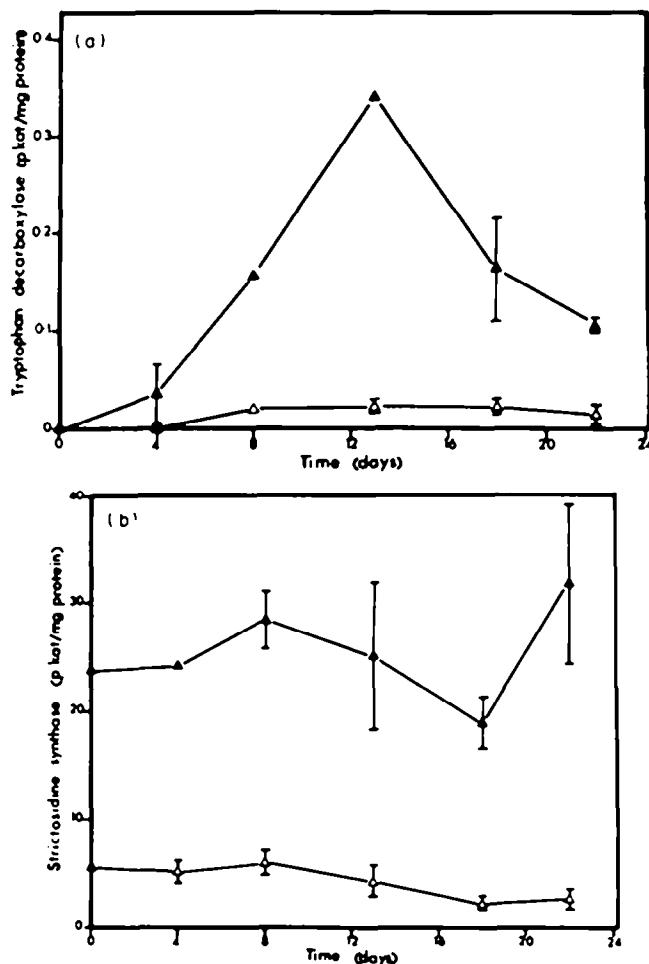 (a)
0.4
0.3
0.2
0.1
0
Tryptophan decarboxylase (pkat/mg protein)
0 4 8 12 16 20 24
Time (days)
(b)
40
30
20
10
0
Strictosidine synthase (pkat/mg protein)
0 4 8 12 16 20 24
Time (days)